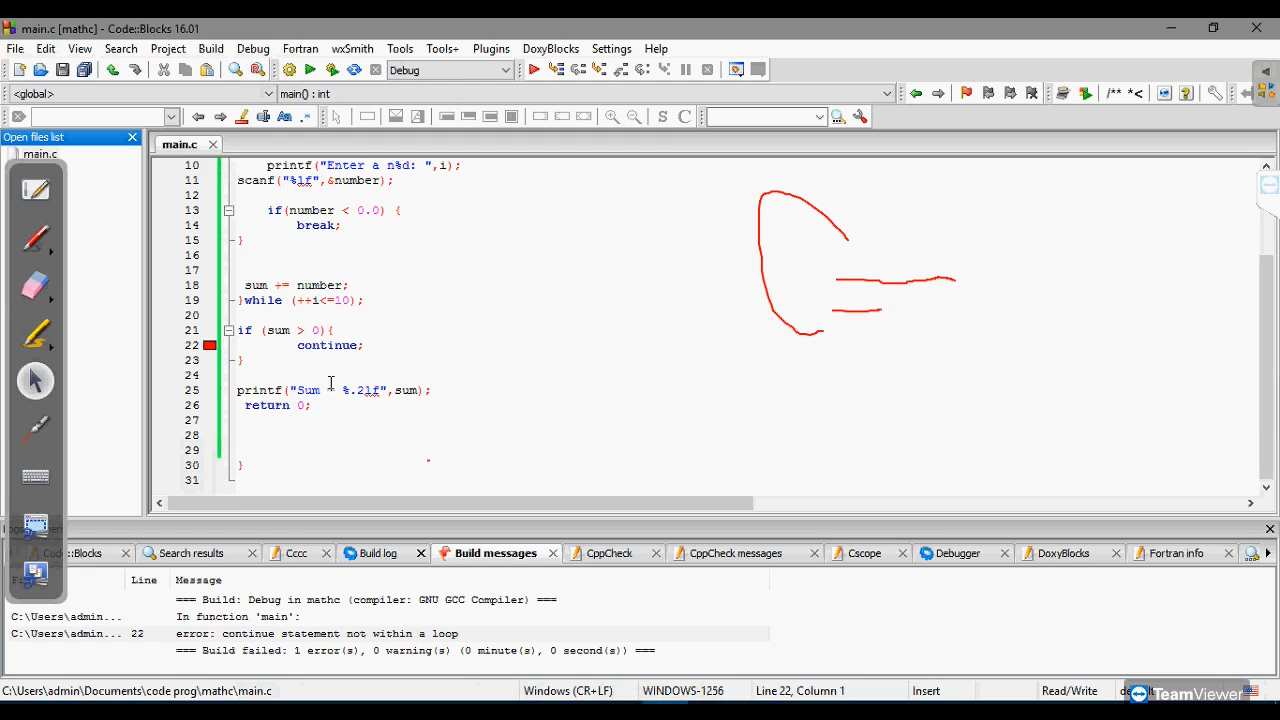 main.c [mathc] - Code::Blocks 16.01
File Edit View Search Project Build Debug Fortran wxSmith Tools Tools+ Plugins DoxyBlocks Settings Help
Debug
<global> main() : int
/** *<
S C
Open files list
main.c
main.c
10 printf("Enter a n%d: ",i);
11 scanf("%lf",&number);
12
13 if(number < 0.0) {
14 break;
15 }
16
17
18 sum += number;
19 }while (++i<=10);
20
21 if (sum > 0){
22 continue;
23 }
24
25 printf("Sum = %.2lf",sum);
26 return 0;
27
28
29
30 }
31
Code::Blocks Search results Cccc Build log Build messages CppCheck CppCheck messages Cscope Debugger DoxyBlocks Fortran info
Line Message
=== Build: Debug in mathc (compiler: GNU GCC Compiler) ===
C:\Users\admin... In function 'main':
C:\Users\admin... 22 error: continue statement not within a loop
=== Build failed: 1 error(s), 0 warning(s) (0 minute(s), 0 second(s)) ===
C:\Users\admin\Documents\code prog\mathc\main.c Windows (CR+LF) WINDOWS-1256 Line 22, Column 1 Insert Read/Write
TeamViewer